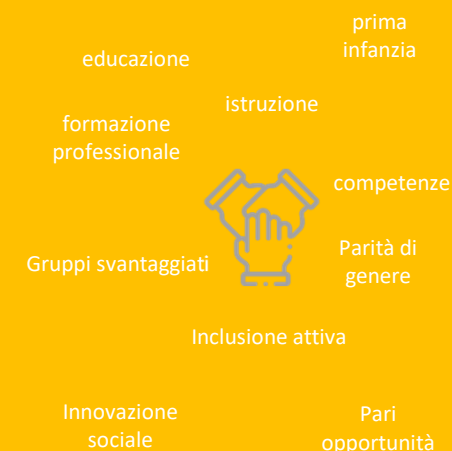 prima
infanzia
educazione
istruzione
formazione
professionale
competenze
Parità di
genere
Gruppi svantaggiati
Inclusione attiva
Innovazione
sociale
Pari
opportunità